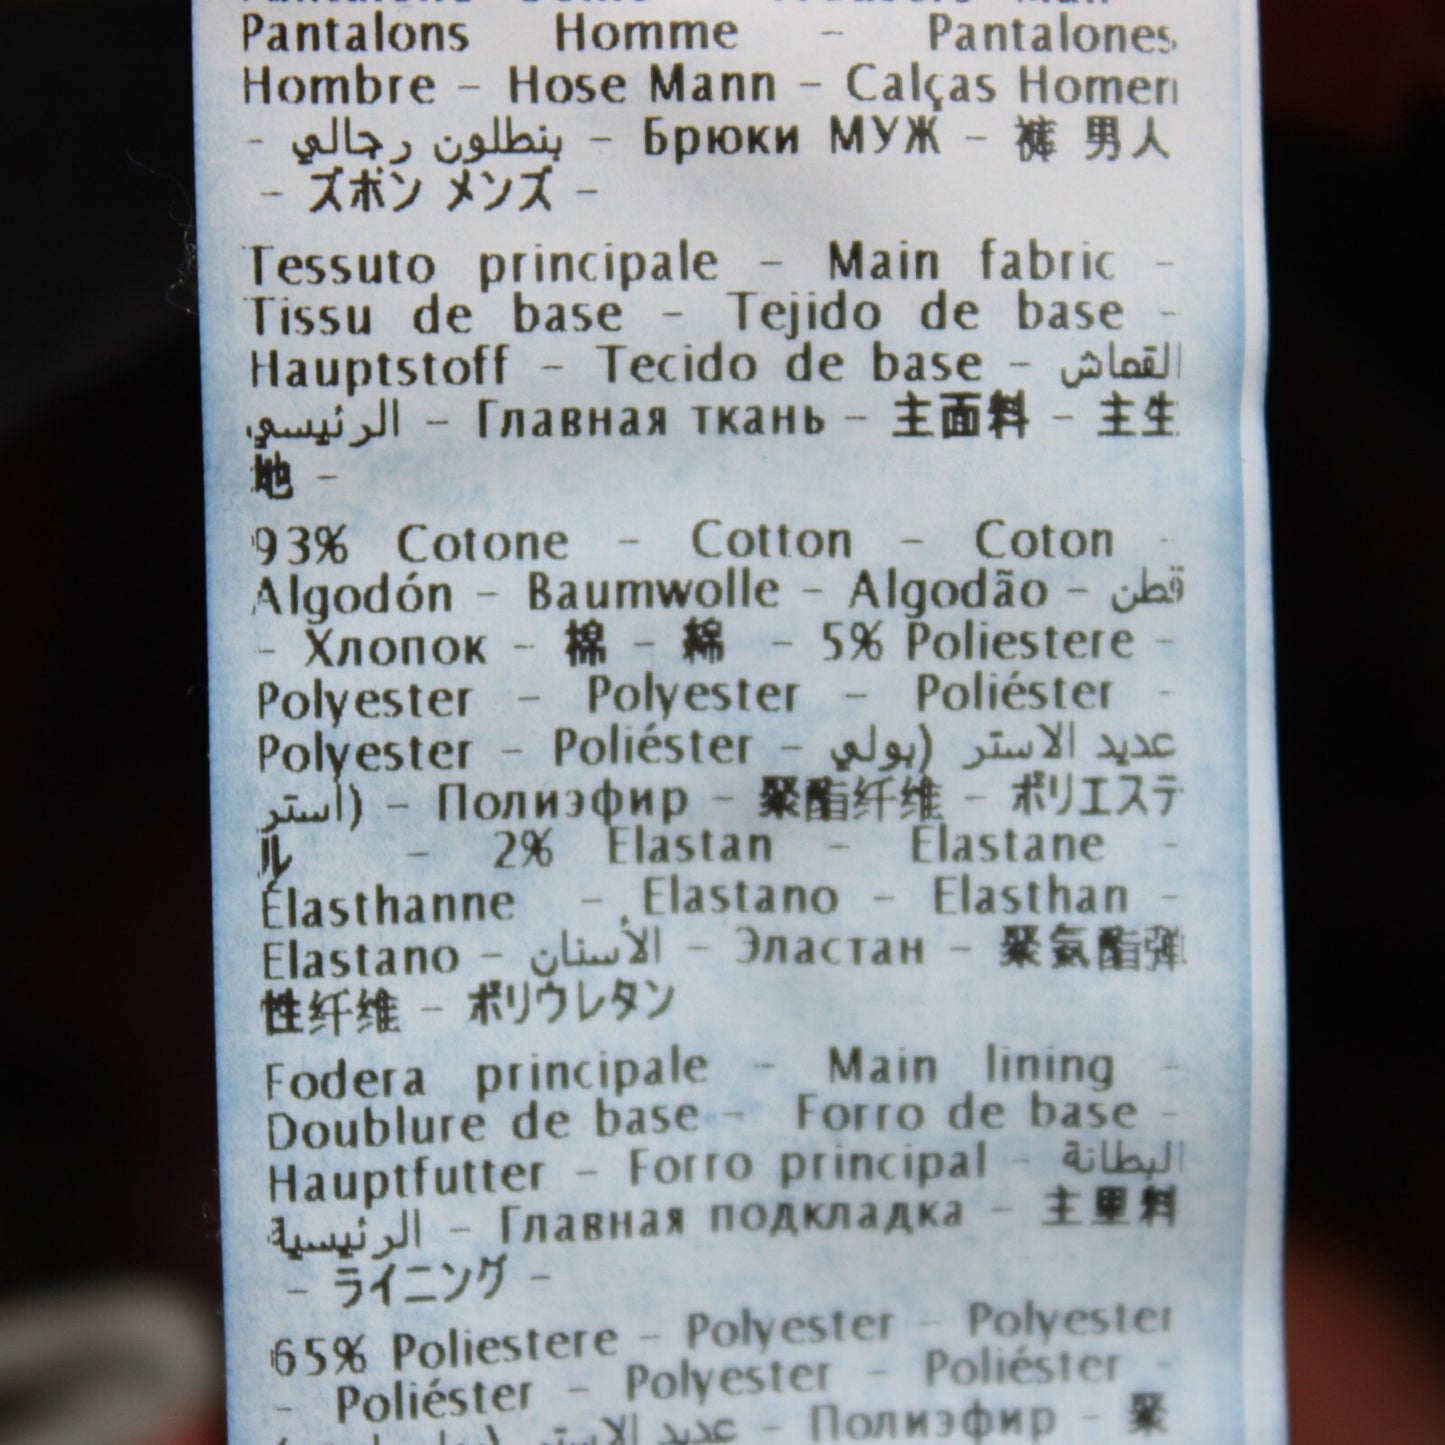 Pantalons Homme - Pantalones
Hombre - Hose Mann - Calças Homem
- بنطلون رجالي - Брюки МУЖ - 裤 男人
- ズボン メンズ -
Tessuto principale - Main fabric -
Tissu de base - Tejido de base -
Hauptstoff - Tecido de base - القماش
الرئيسي - Главная ткань - 主面料 - 主生
地 -
93% Cotone - Cotton - Coton -
Algodón - Baumwolle - Algodão - قطن
- Хлопок - 棉 - 綿 - 5% Poliestere -
Polyester - Polyester - Poliéster -
Polyester - Poliéster - عديد الاستر (بولي
استر) - Полиэфир - 聚酯纤维 - ポリエステ
ル - 2% Elastan - Elastane -
Élasthanne - Elastano - Elasthan -
Elastano - الأستان - Эластан - 聚氨酯弹
性纤维 - ポリウレタン
Fodera principale - Main lining -
Doublure de base - Forro de base -
Hauptfutter - Forro principal - البطانة
الرئيسية - Главная подкладка - 主里料
- ライニング -
65% Poliestere - Polyester - Polyester
- Poliéster - Polyester - Poliéster -
عديد الاستر - Полиэфир - 聚